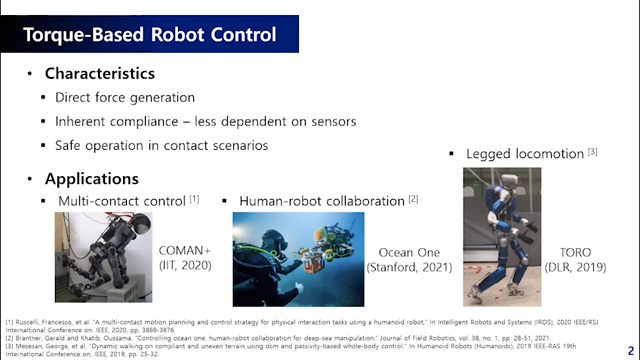 Torque-Based Robot Control
• Characteristics
▪ Direct force generation
▪ Inherent compliance – less dependent on sensors
▪ Safe operation in contact scenarios
▪ Legged locomotion [3]
• Applications
▪ Multi-contact control [1]
▪ Human-robot collaboration [2]
COMAN+
(IIT, 2020)
Ocean One
(Stanford, 2021)
TORO
(DLR, 2019)
[1] Ruscelli, Francesco, et al. "A multi-contact motion planning and control strategy for physical interaction tasks using a humanoid robot," In Intelligent Robots and Systems (IROS), 2020 IEEE/RSJ
International Conference on. IEEE, 2020, pp. 3869-3876.
[2] Brantner, Gerald and Khatib, Oussama, "Controlling ocean one: human-robot collaboration for deep-sea manipulation," Journal of Field Robotics, vol. 38, no. 1, pp. 28-51, 2021.
[3] Mesesan, George, et al. "Dynamic walking on compliant and uneven terrain using dcm and passivity-based whole-body control." In Humanoid Robots (Humanoids), 2019 IEEE-RAS 19th
International Conference on. IEEE, 2019, pp. 25-32.
2